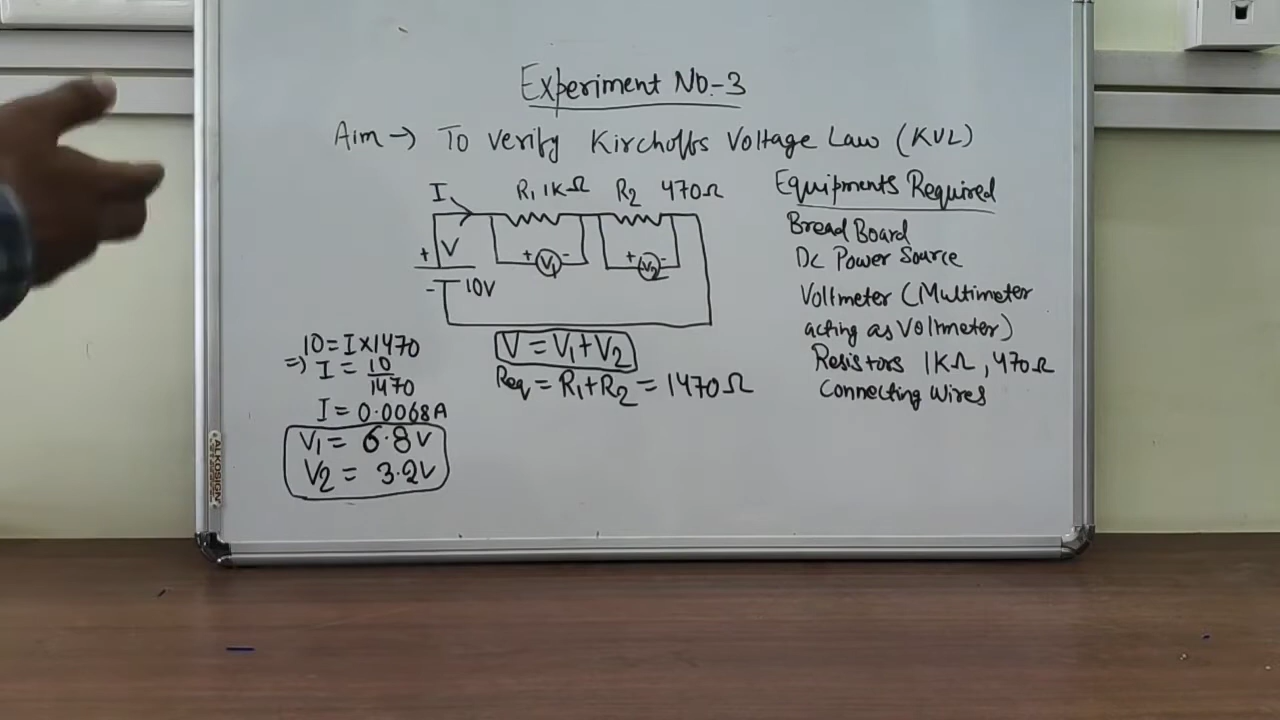 Experiment No.-3
Aim → To Verify Kirchoffs Voltage Law (KVL)
I
R1 1KΩ R2 470Ω
+ V
+ V1 -
+ V2 -
- 10V
V = V1 + V2
Req = R1 + R2 = 1470Ω
10 = I × 1470
⇒ I = 10/1470
I = 0.0068A
V1 = 6.8V
V2 = 3.2V
Equipments Required
Bread Board
Dc Power Source
Voltmeter (Multimeter
acting as Voltmeter)
Resistors 1KΩ, 470Ω
Connecting Wires
ALKOSIGN